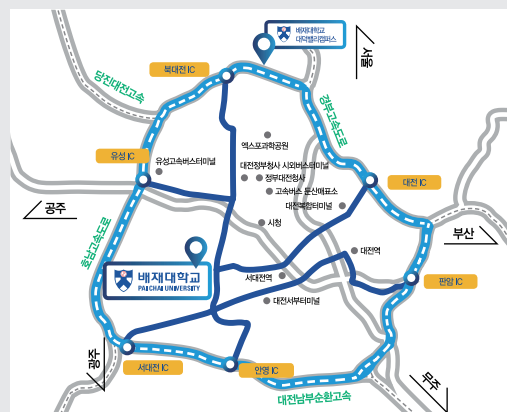 배재대학교
대덕밸리캠퍼스
서울
북대전 IC
당진대전고속
경부고속도로
엑스포과학공원
유성 IC
유성고속버스터미널
대전정부청사 시외버스터미널
정부대전청사
대전 IC
고속버스 둔산매표소
대전복합터미널
공주
시청
부산
호남고속도로
대전역
배재대학교
PAI CHAI UNIVERSITY
서대전역
판암 IC
대전서부터미널
광주
서대전 IC
안영 IC
무주
대전남부순환고속